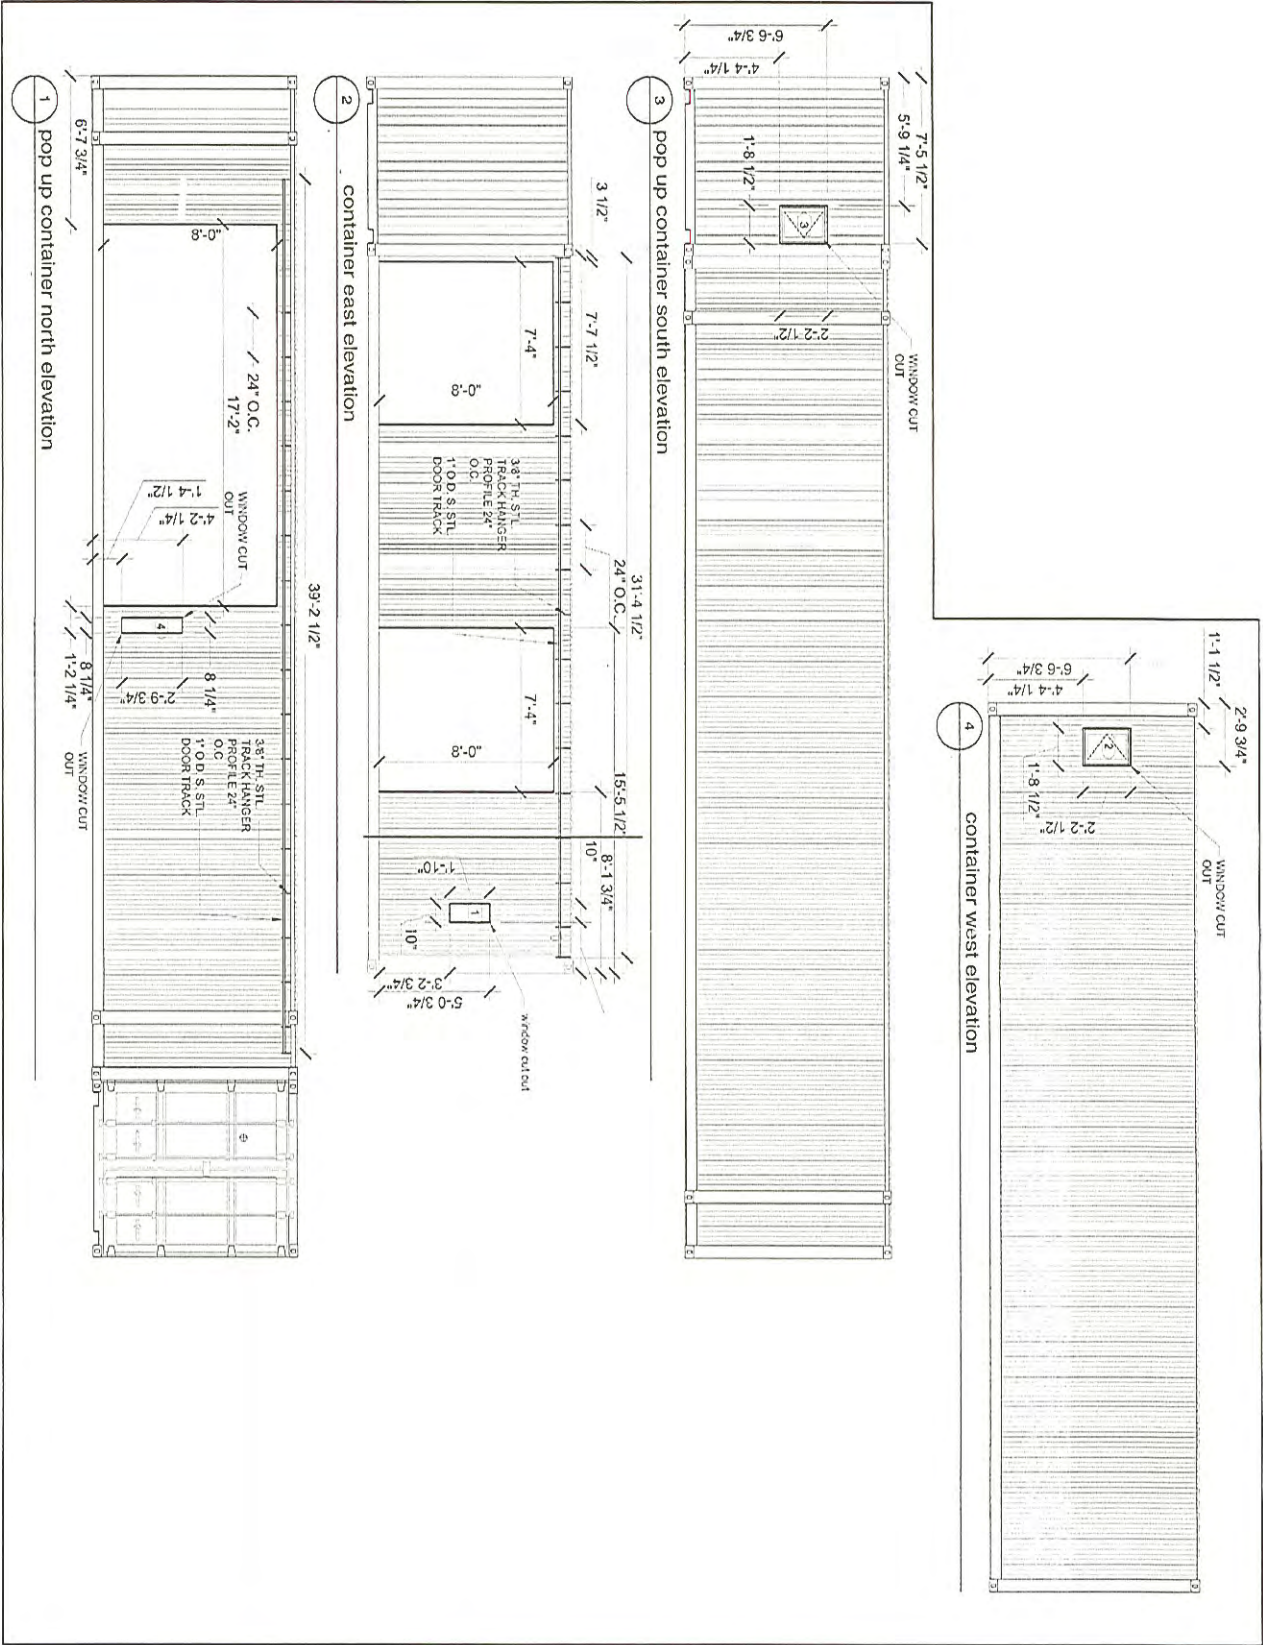 1'-1 1/2"
2'-9 3/4"
6'-6 3/4"
4'-4 1/4"
2
1'-8 1/2"
2'-2 1/2"
WINDOW CUT
OUT
4
container west elevation
6'-6 3/4"
4'-4 1/4"
7'-5 1/2"
5'-9 1/4"
1'-8 1/2"
3
2'-2 1/2"
WINDOW CUT
OUT
3
pop up container south elevation
3 1/2"
7'-7 1/2"
31'-4 1/2"
24" O.C.
15'-5 1/2"
8'-1 3/4"
10"
7'-4"
8'-0"
3/8" TH. STL.
TRACK HANGER
PROFILE 24"
O.C.
1" O.D. S. STL.
DOOR TRACK
7'-4"
8'-0"
1'-10"
1
10"
3'-2 3/4"
5'-0 3/4"
window cut out
2
container east elevation
39'-2 1/2"
8'-0"
24" O.C.
17'-2"
1'-4 1/2"
4'-2 1/4"
WINDOW CUT
OUT
4
8 1/4"
2'-9 3/4"
3/8" TH. STL.
TRACK HANGER
PROFILE 24"
O.C
1" O.D. S. STL.
DOOR TRACK
6'-7 3/4"
8 1/4"
1'-2 1/4"
WINDOW CUT
OUT
1
pop up container north elevation